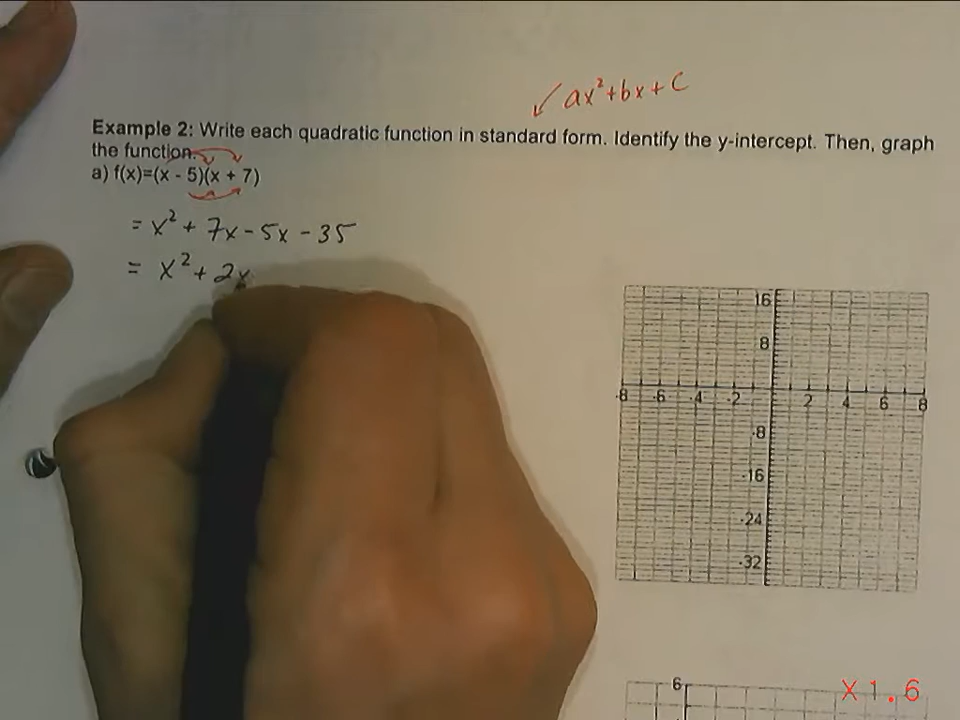 ax²+bx+c
Example 2: Write each quadratic function in standard form. Identify the y-intercept. Then, graph
the function.
a) f(x)=(x - 5)(x + 7)
= x² + 7x - 5x - 35
= x² + 2x
16
8
-8 -6 -4 -2 2 4 6 8
-8
-16
-24
-32
6
X1.6